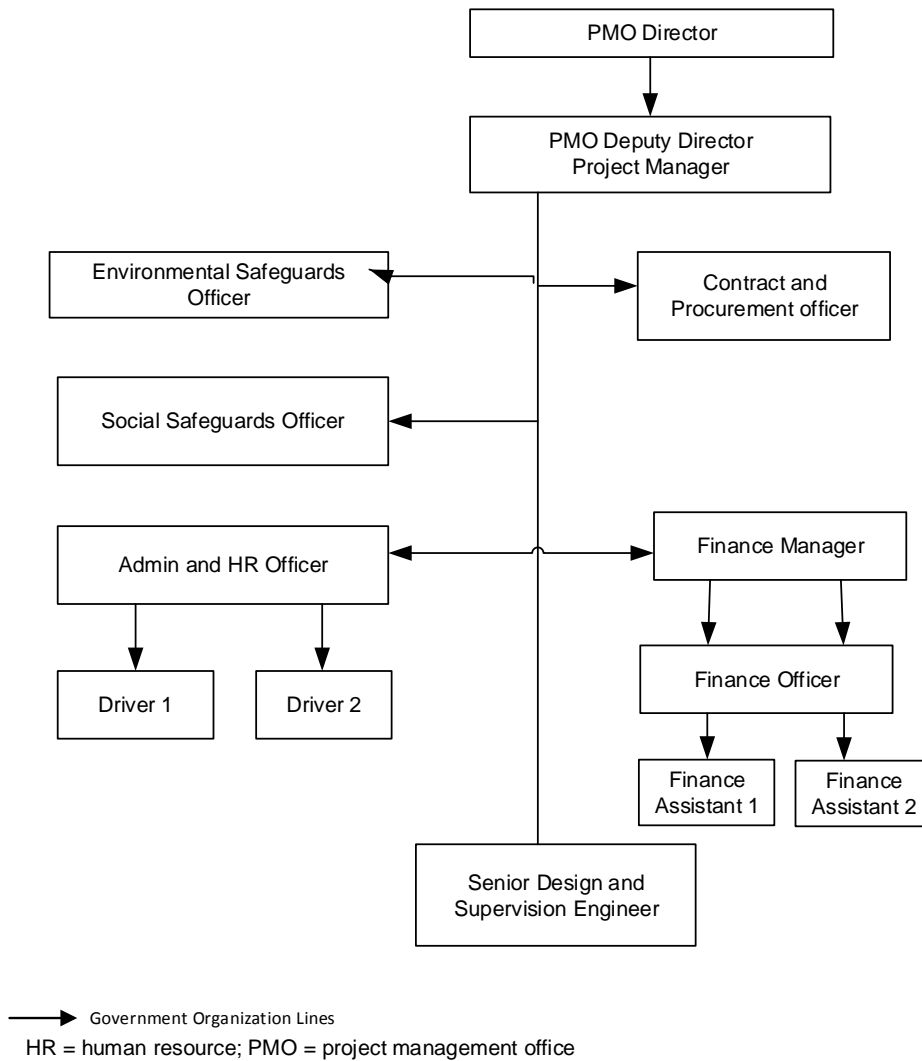 PMO Director
PMO Deputy Director
Project Manager
Environmental Safeguards
Officer
Contract and
Procurement officer
Social Safeguards Officer
Admin and HR Officer
Finance Manager
Driver 1
Driver 2
Finance Officer
Finance
Assistant 1
Finance
Assistant 2
Senior Design and
Supervision Engineer
Government Organization Lines
HR = human resource; PMO = project management office